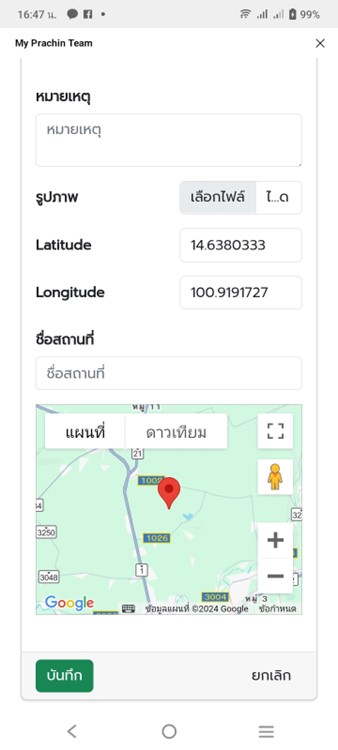 16:47 น.
99%
My Prachin Team
หมายเหตุ
หมายเหตุ
รูปภาพ
เลือกไฟล์
ไ...ด
Latitude
14.6380333
Longitude
100.9191727
ชื่อสถานที่
ชื่อสถานที่
หมู่ 11
แผนที่
ดาวเทียม
21
1002
32
3250
1026
3048
1
3004
หมู่ 3
Google
ข้อมูลแผนที่ ©2024 Google
ข้อกำหนด
บันทึก
ยกเลิก